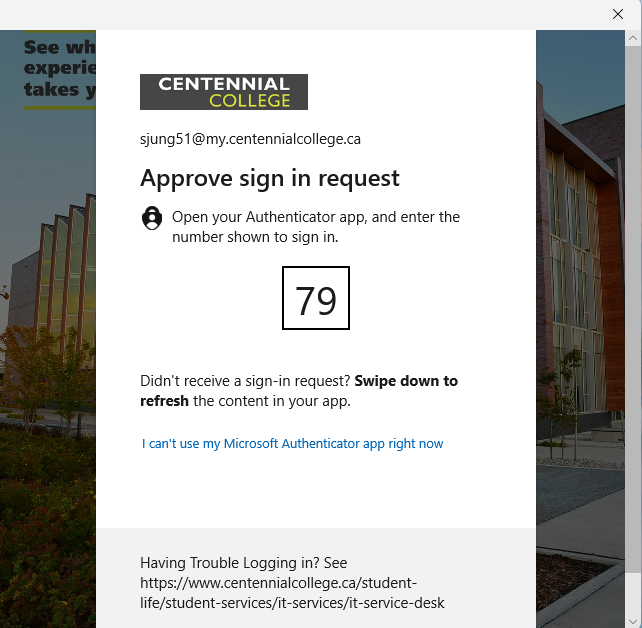 See wh
experie
takes y
CENTENNIAL
COLLEGE
sjung51@my.centennialcollege.ca
Approve sign in request
Open your Authenticator app, and enter the
number shown to sign in.
79
Didn't receive a sign-in request? Swipe down to
refresh the content in your app.
I can't use my Microsoft Authenticator app right now
Having Trouble Logging in? See
https://www.centennialcollege.ca/student-
life/student-services/it-services/it-service-desk